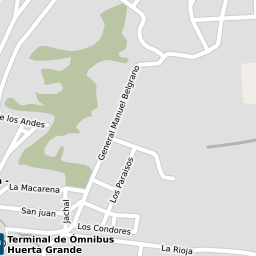 General Manuel Belgrano
e los Andes
Los Paraisos
La Macarena
San juan
Jachal
Los Condores
Terminal de Omnibus
Huerta Grande
La Rioja